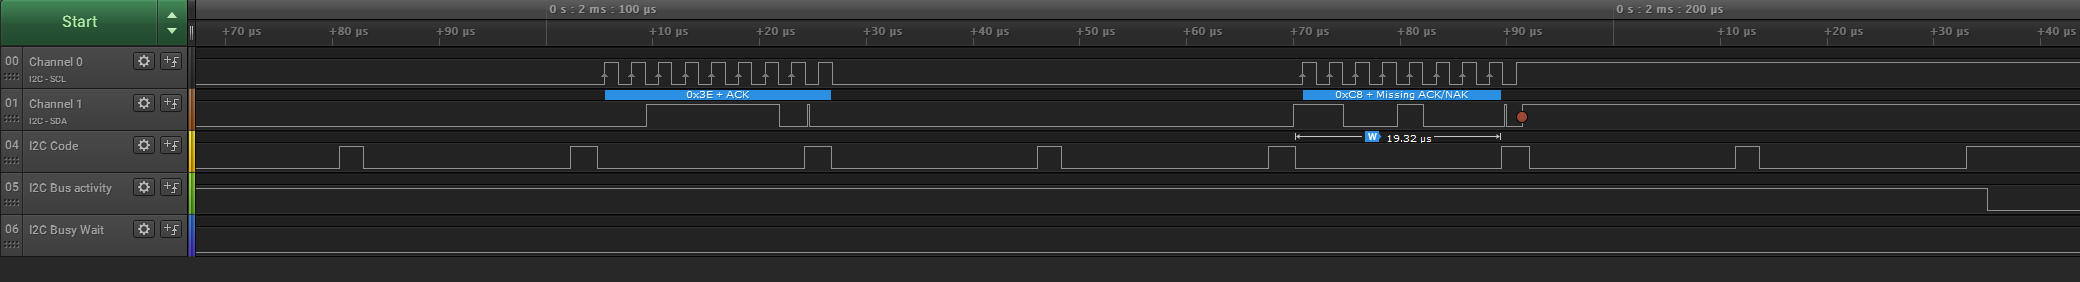 Start
0 s : 2 ms : 100 µs
0 s : 2 ms : 200 µs
+70 µs
+80 µs
+90 µs
+10 µs
+20 µs
+30 µs
+40 µs
+50 µs
+60 µs
+70 µs
+80 µs
+90 µs
+10 µs
+20 µs
+30 µs
+40 µs
00
Channel 0
I2C - SCL
0x3E + ACK
0xC8 + Missing ACK/NAK
01
Channel 1
I2C - SDA
W 19.32 µs
04
I2C Code
05
I2C Bus activity
06
I2C Busy Wait